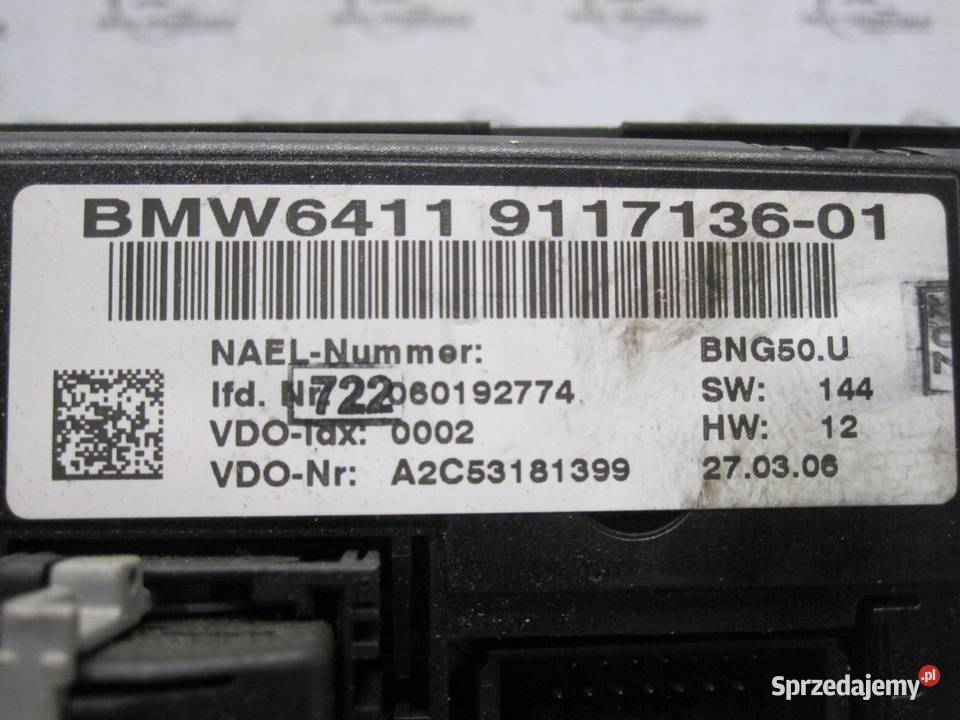 BMW6411 9117136-01
NAEL-Nummer:
BNG50.U
lfd. Nr 722 060192774
SW: 144
VDO-Idx: 0002
HW: 12
VDO-Nr: A2C53181399
27.03.06
Sprzedajemy.pl